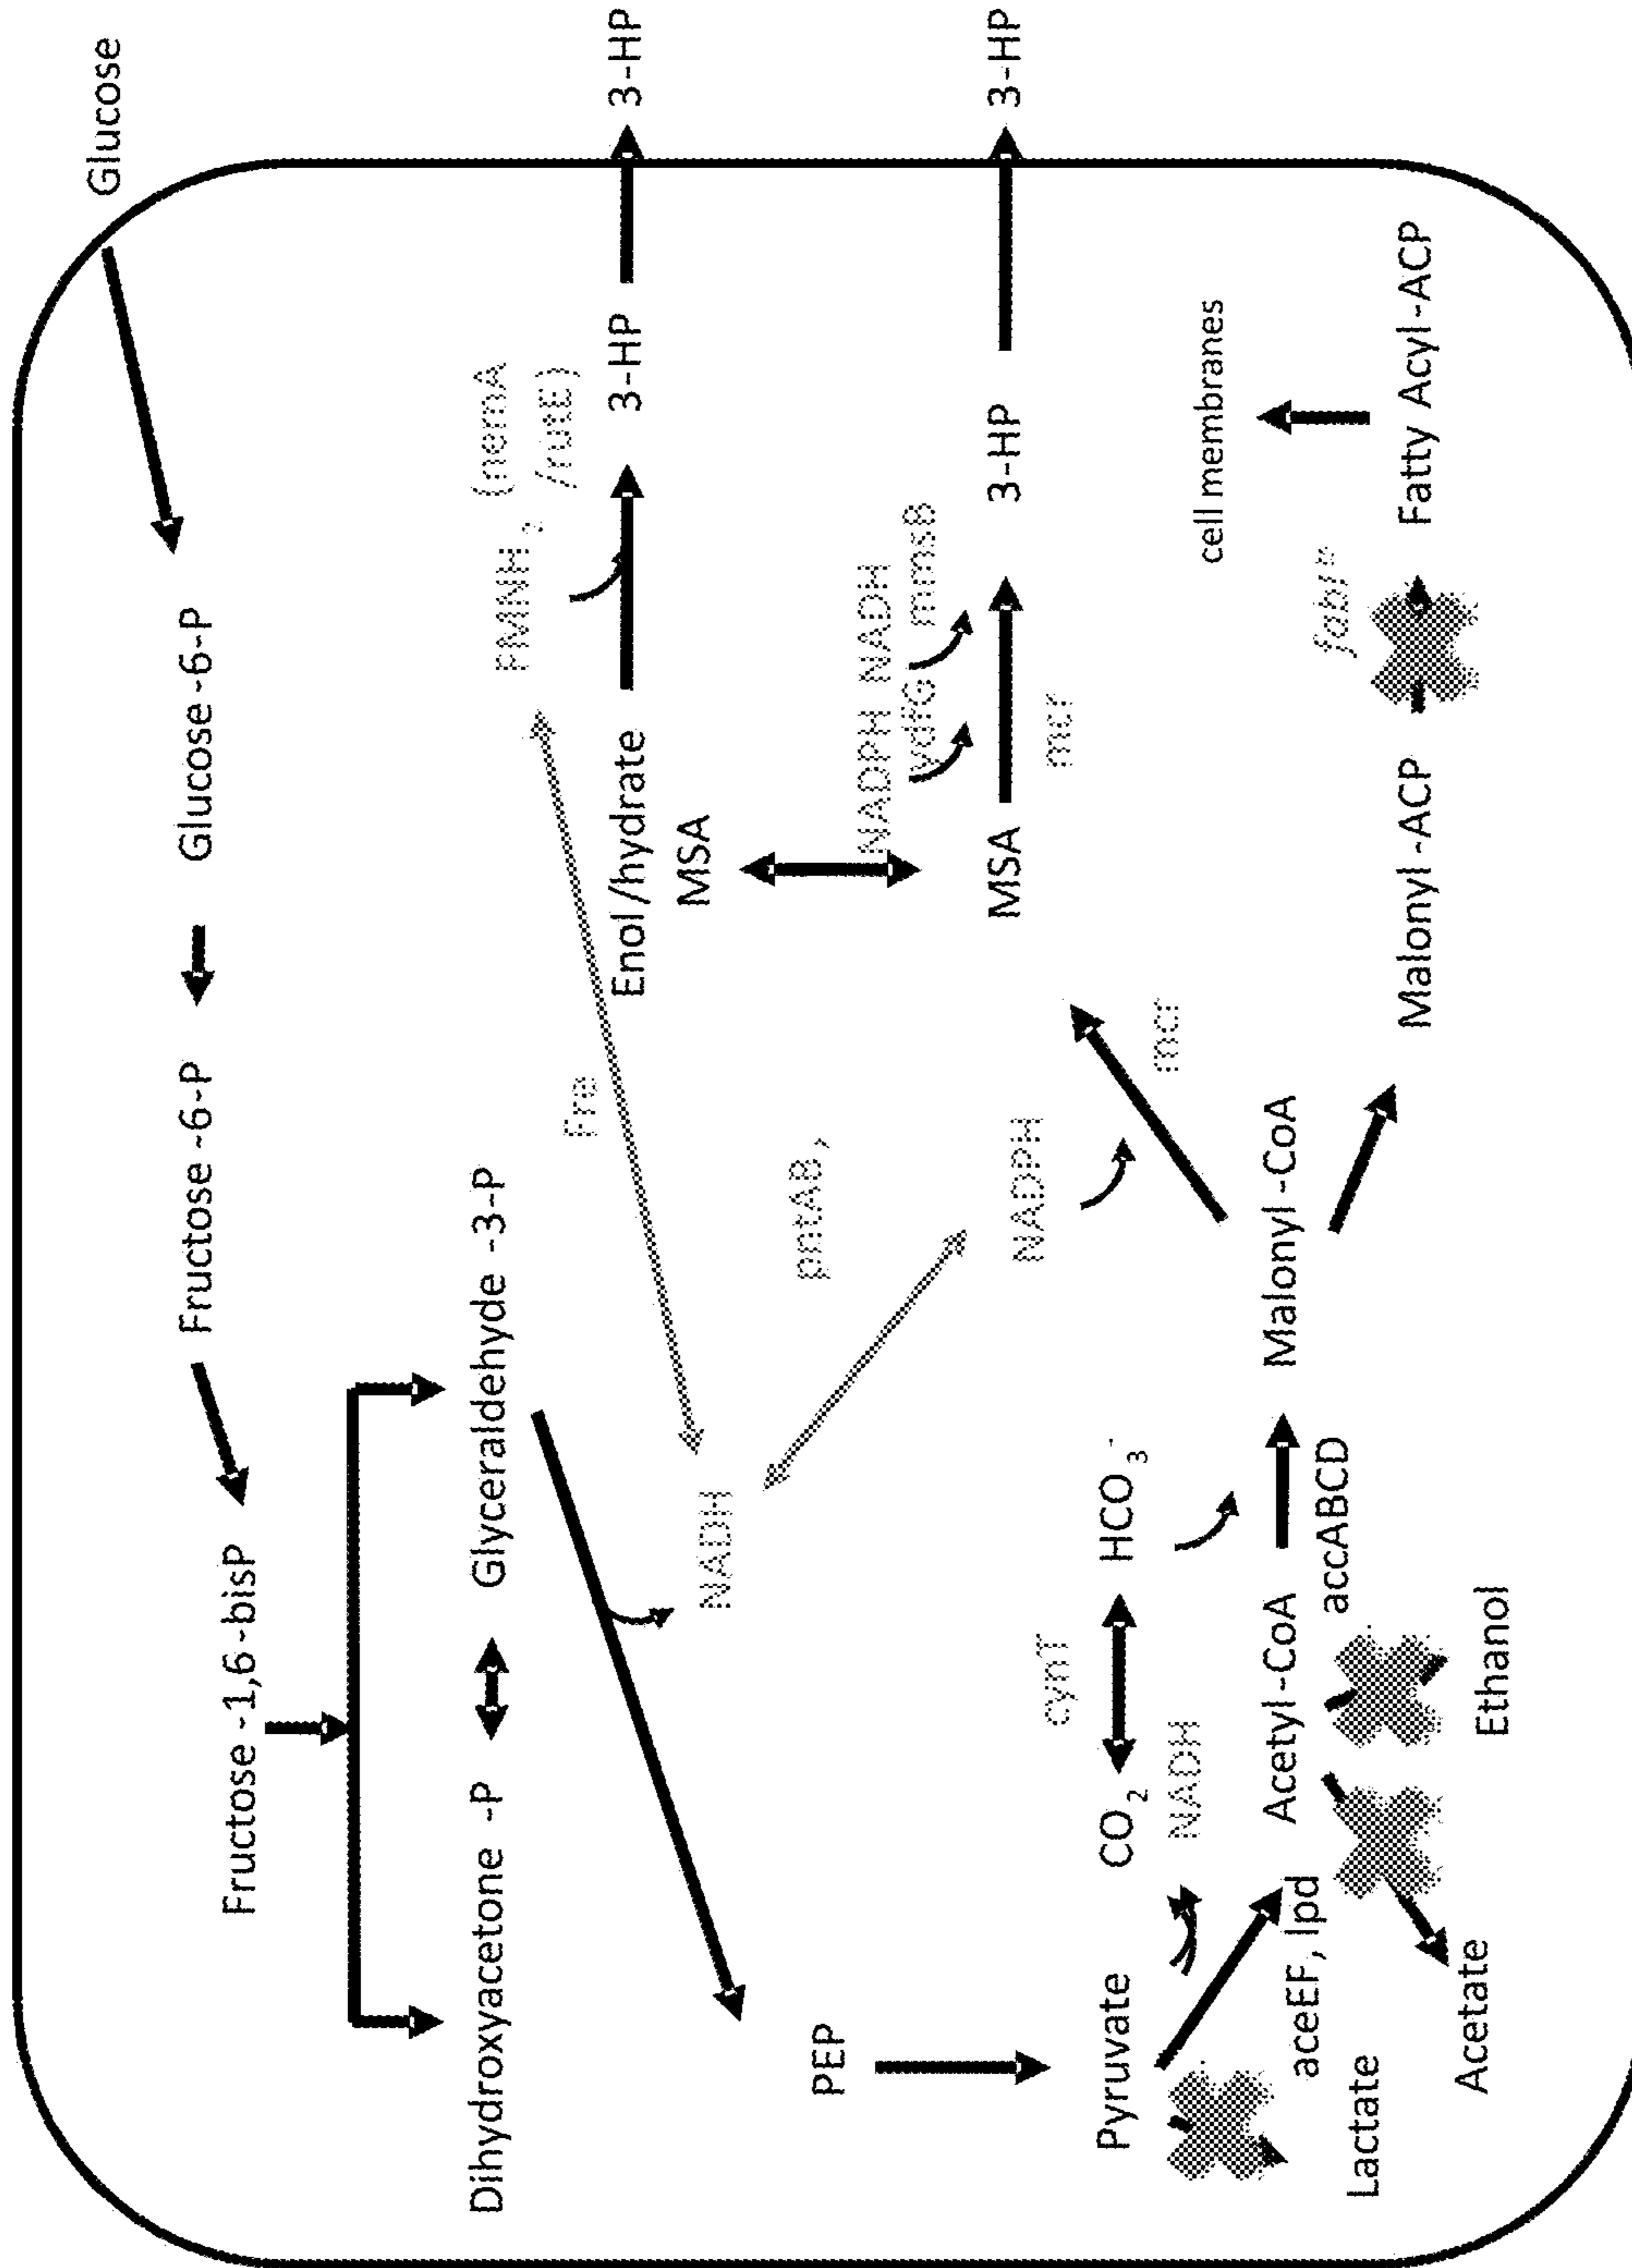 Glucose
Glucose -6-P
Fructose -6-P
Fructose -1,6-bisP
Dihydroxyacetone -P
Glyceraldehyde -3-P
NADH
Fre
FMNH2
(nemA
/rutE)
Enol/hydrate
MSA
3-HP
3-HP
pntAB,
NADPH
NADPH NADH
ydfG mmsB
MSA
mcr
3-HP
3-HP
PEP
Pyruvate
CO2
cynT
HCO3-
NADH
mcr
cell membranes
Acetyl-CoA
Malonyl-CoA
aceEF, lpd
accABCD
Lactate
Acetate
Ethanol
Malonyl-ACP
fabIts
Fatty Acyl-ACP